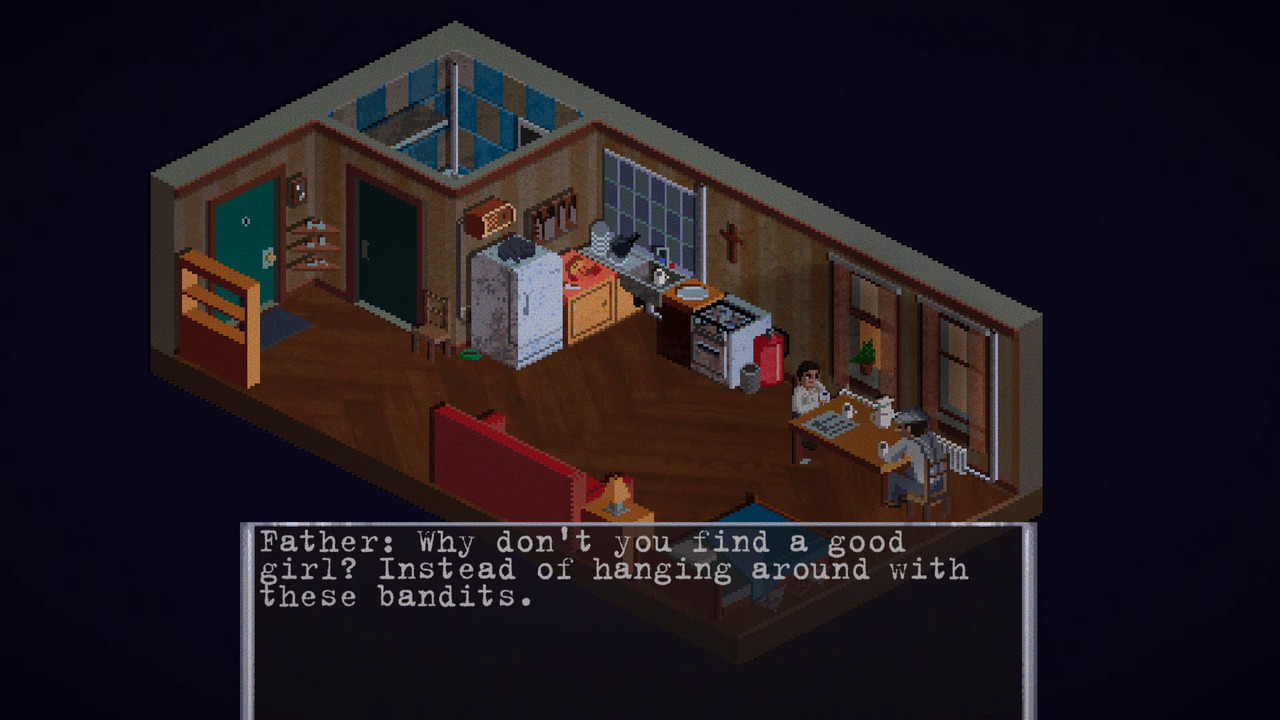 Father: Why don't you find a good
girl? Instead of hanging around with
these bandits.